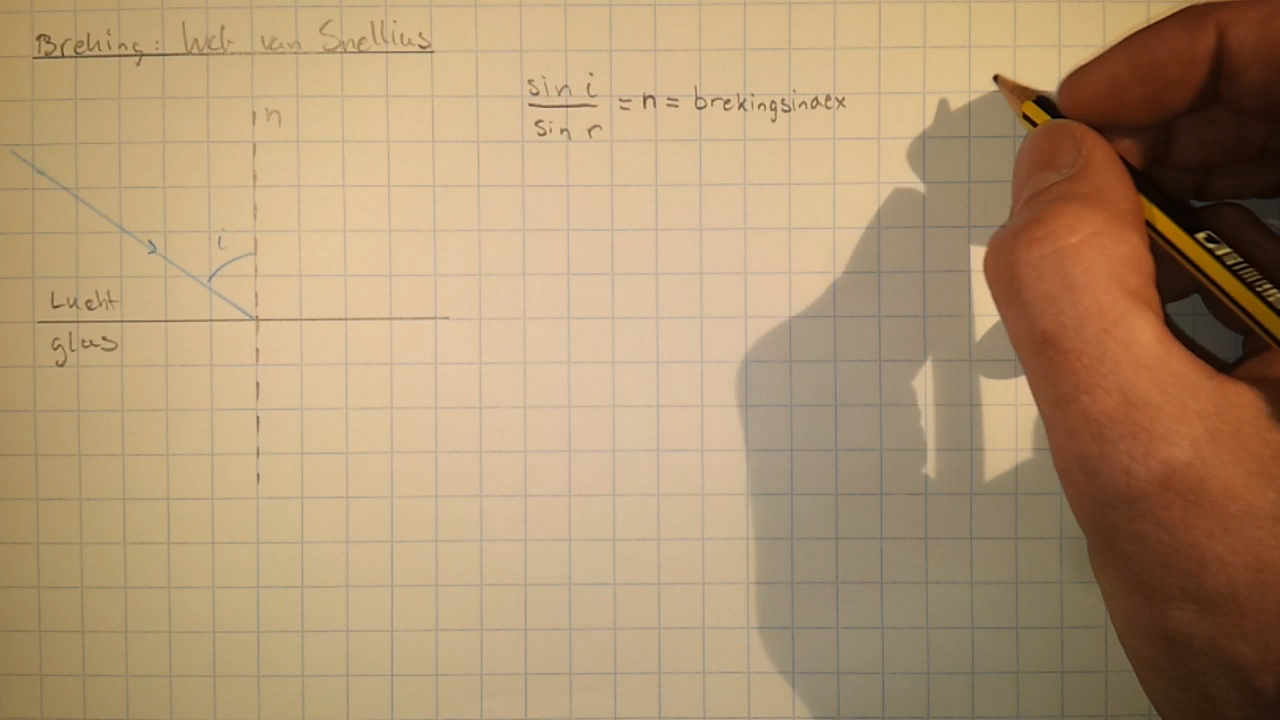 Breking: Wet van Snellius
n
sin i
sin r
= n = brekingsindex
i
Lucht
glas